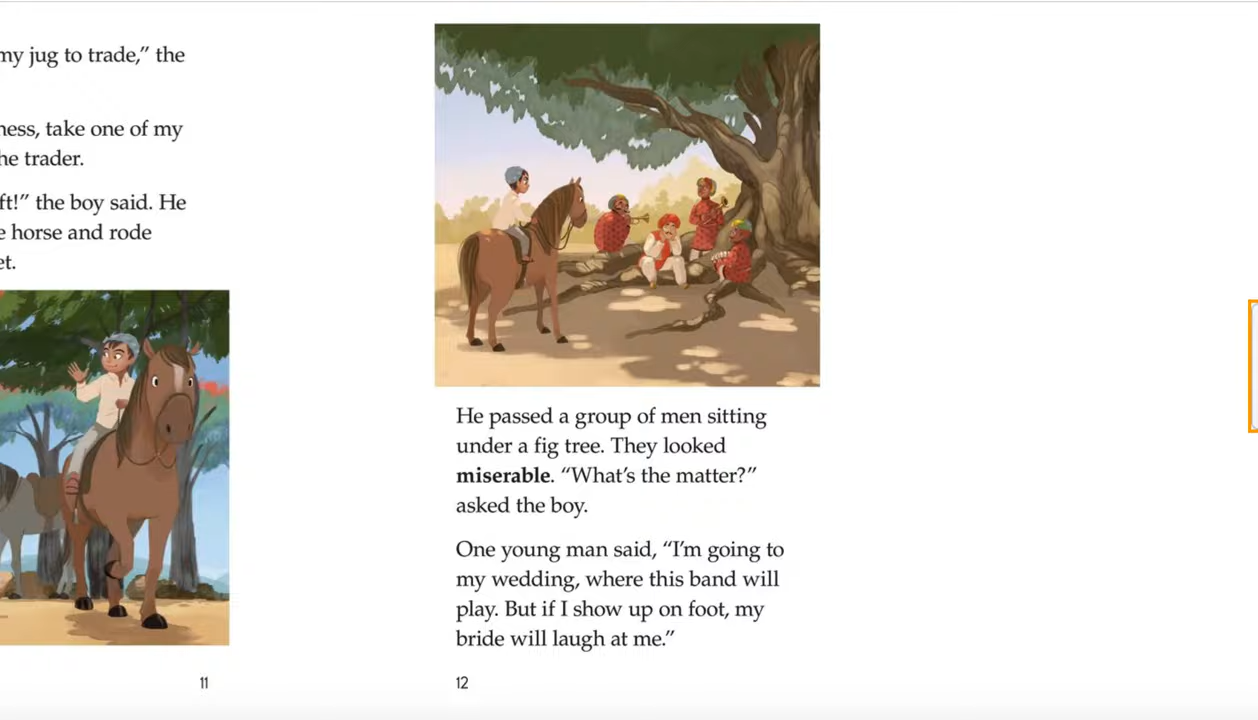 my jug to trade,” the
ness, take one of my
he trader.
ft!” the boy said. He
e horse and rode
et.
11
He passed a group of men sitting
under a fig tree. They looked
miserable. “What’s the matter?”
asked the boy.
One young man said, “I’m going to
my wedding, where this band will
play. But if I show up on foot, my
bride will laugh at me.”
12